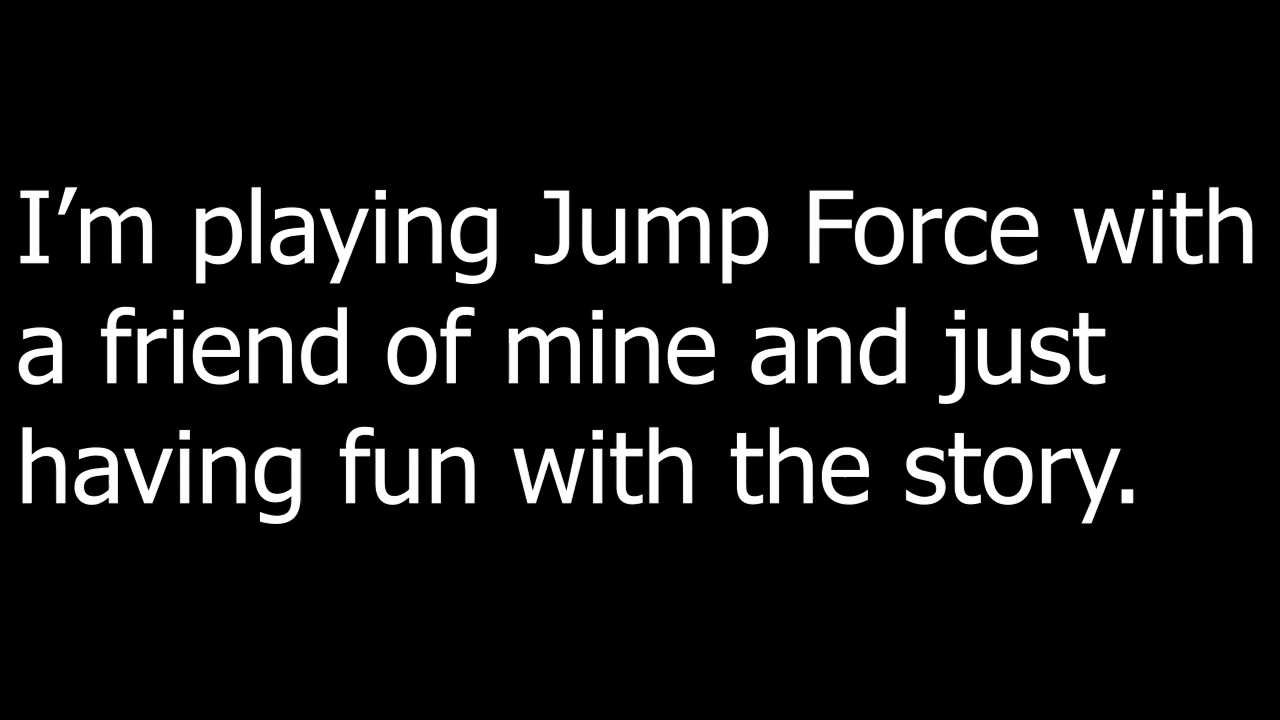 I’m playing Jump Force with
a friend of mine and just
having fun with the story.